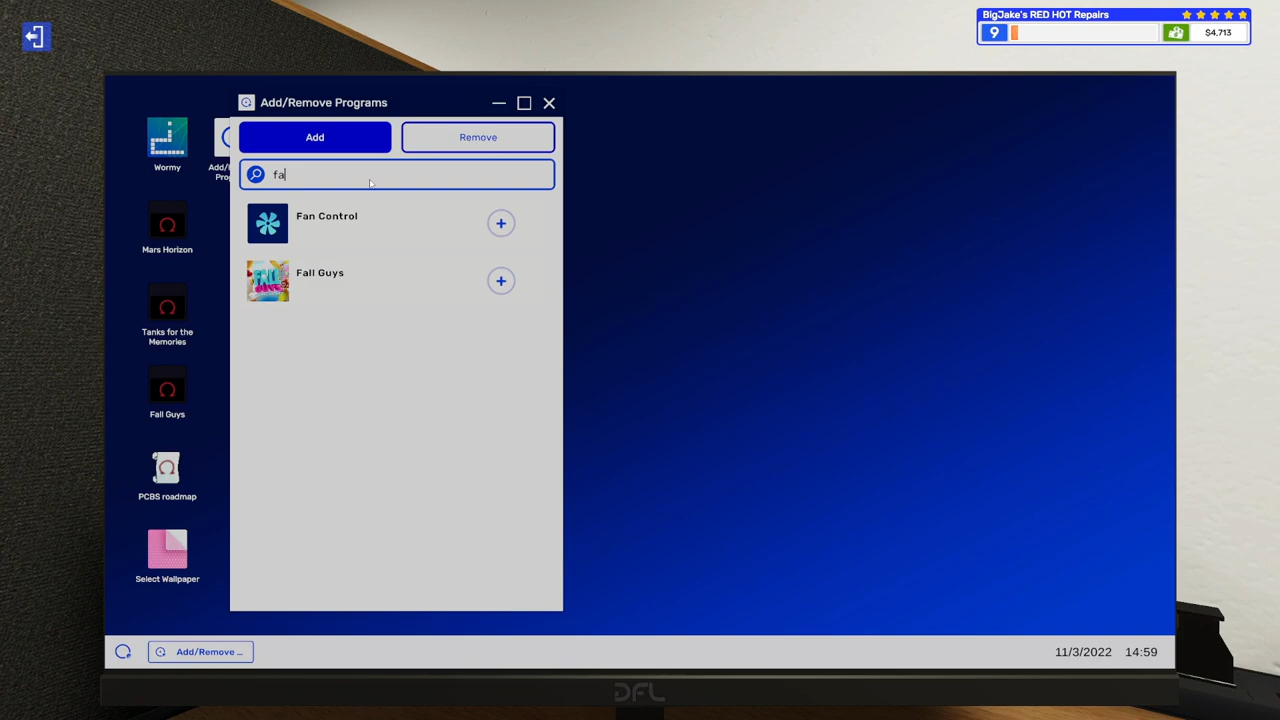 BigJake's RED HOT Repairs
9
$4,713
Add/Remove Programs
Add
Remove
fa
Fan Control
Fall Guys
Wormy
Mars Horizon
Tanks for the
Memories
Fall Guys
PCBS roadmap
Select Wallpaper
Add/Remove ...
11/3/2022
14:59
DFL